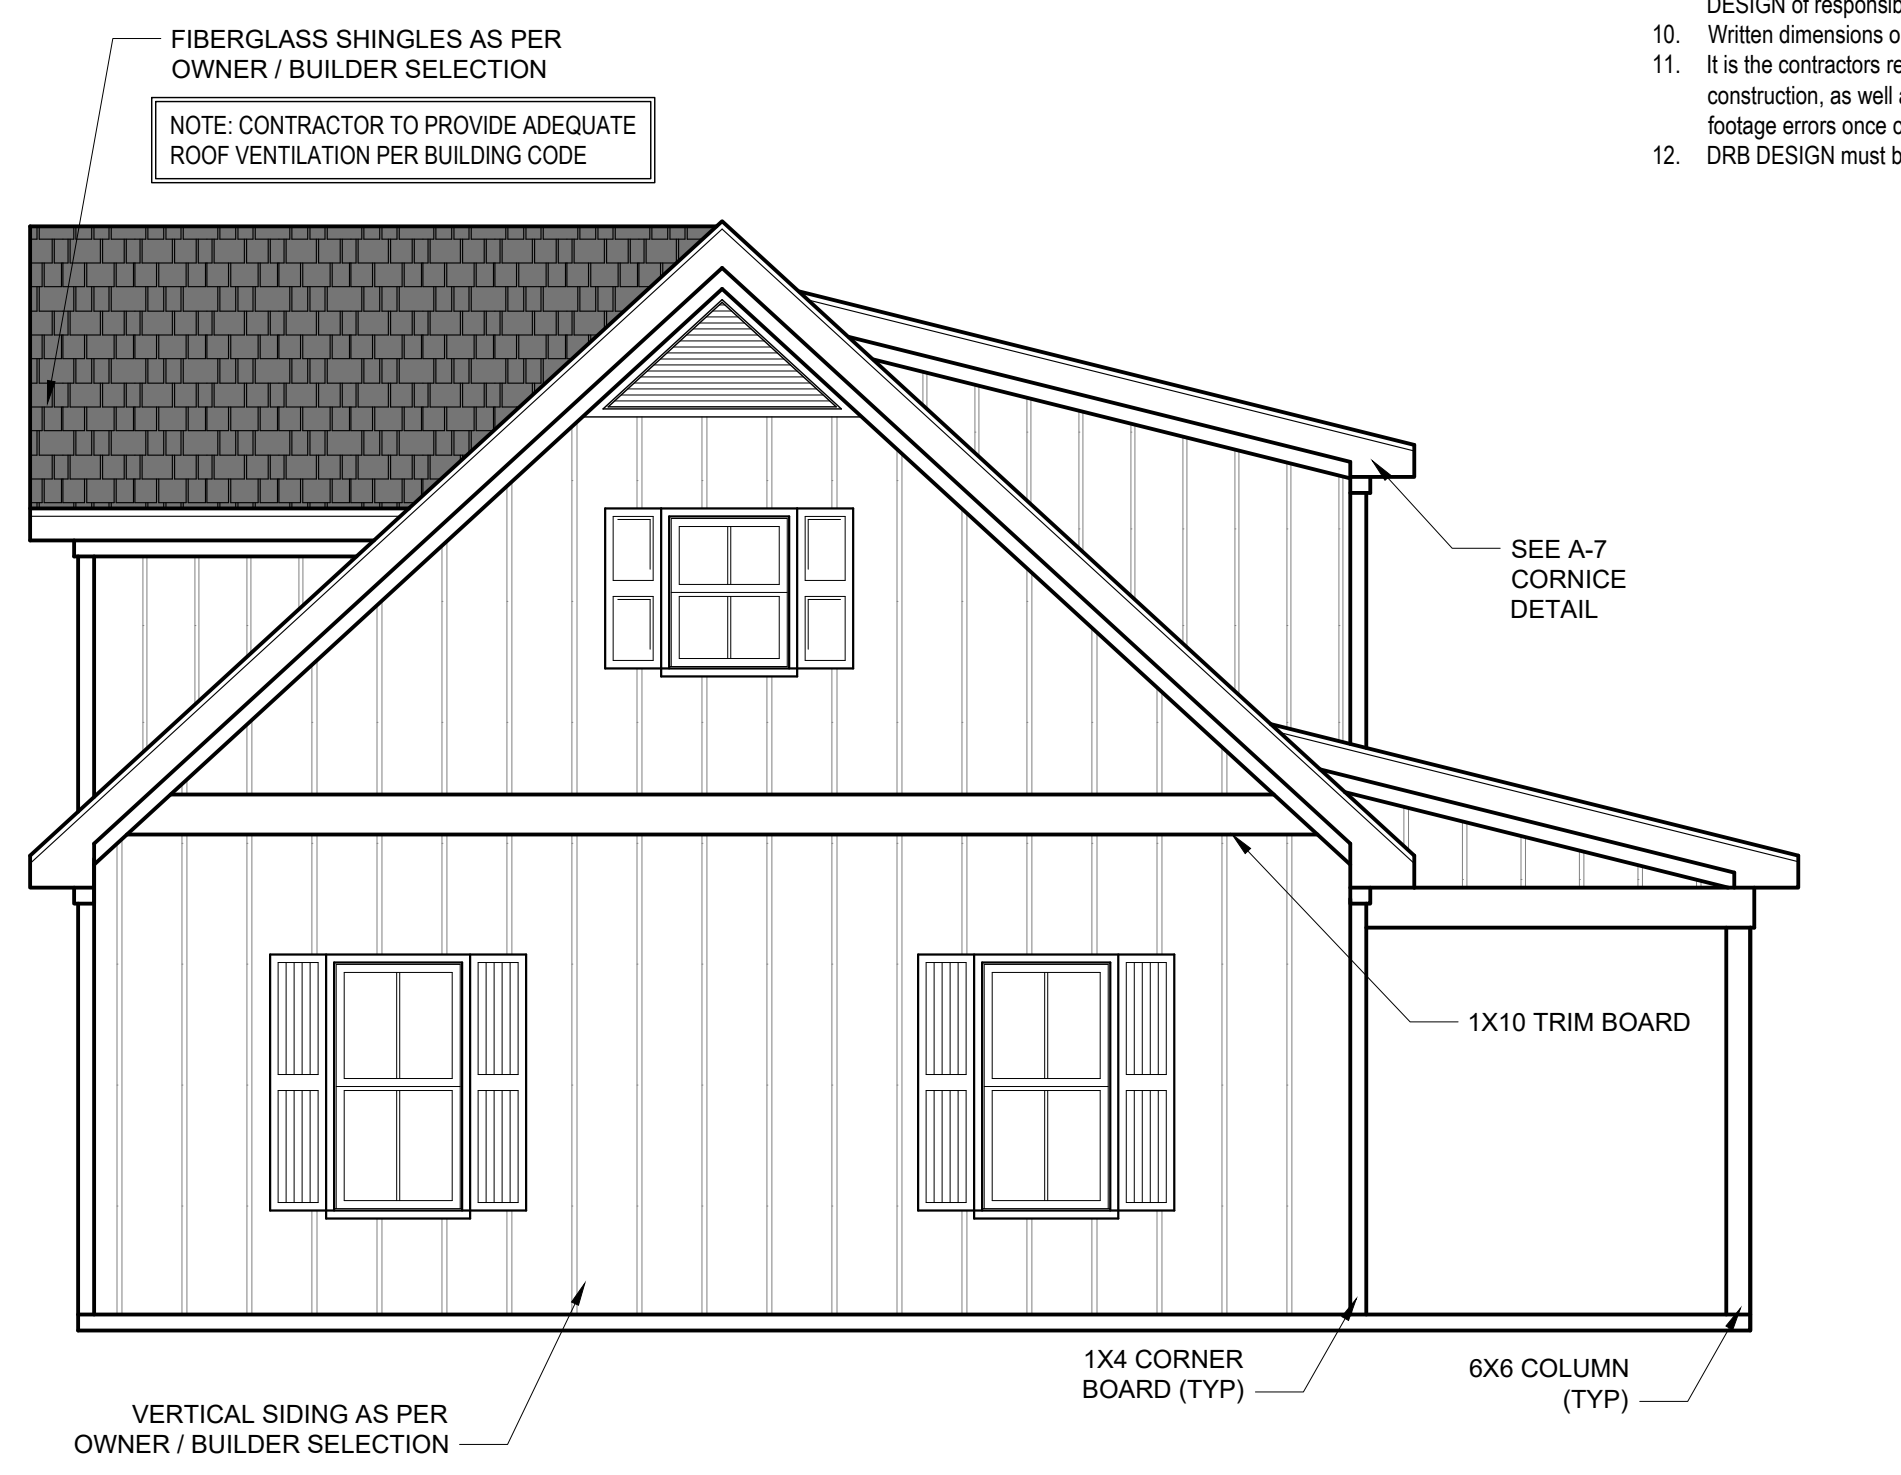 FIBERGLASS SHINGLES AS PER
OWNER / BUILDER SELECTION
NOTE: CONTRACTOR TO PROVIDE ADEQUATE
ROOF VENTILATION PER BUILDING CODE
DESIGN of
10. Written dimensions
11. It is the contractors
construction, as well
footage errors once
12. DRB DESIGN must
SEE A-7
CORNICE
DETAIL
1X10 TRIM BOARD
1X4 CORNER
BOARD (TYP)
6X6 COLUMN
(TYP)
VERTICAL SIDING AS PER
OWNER / BUILDER SELECTION